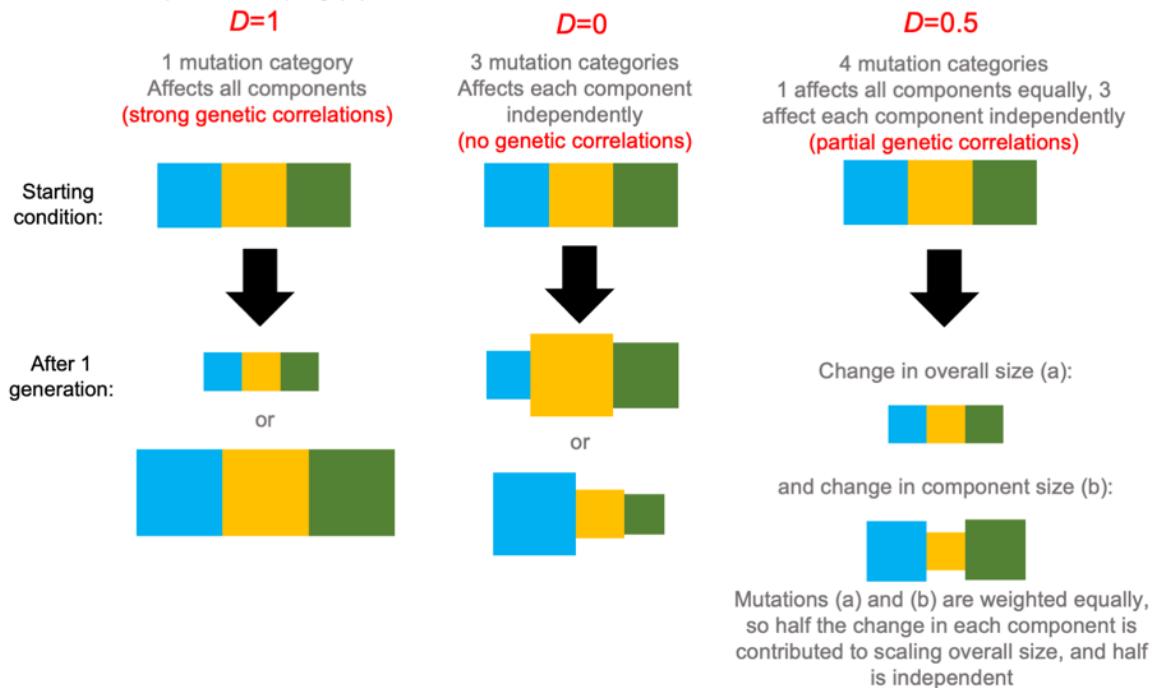 D=1
1 mutation category
Affects all components
(strong genetic correlations)
D=0
3 mutation categories
Affects each component
independently
(no genetic correlations)
D=0.5
4 mutation categories
1 affects all components equally, 3
affect each component independently
(partial genetic correlations)
Starting
condition:
After 1
generation:
or
or
Change in overall size (a):
and change in component size (b):
Mutations (a) and (b) are weighted equally,
so half the change in each component is
contributed to scaling overall size, and half
is independent